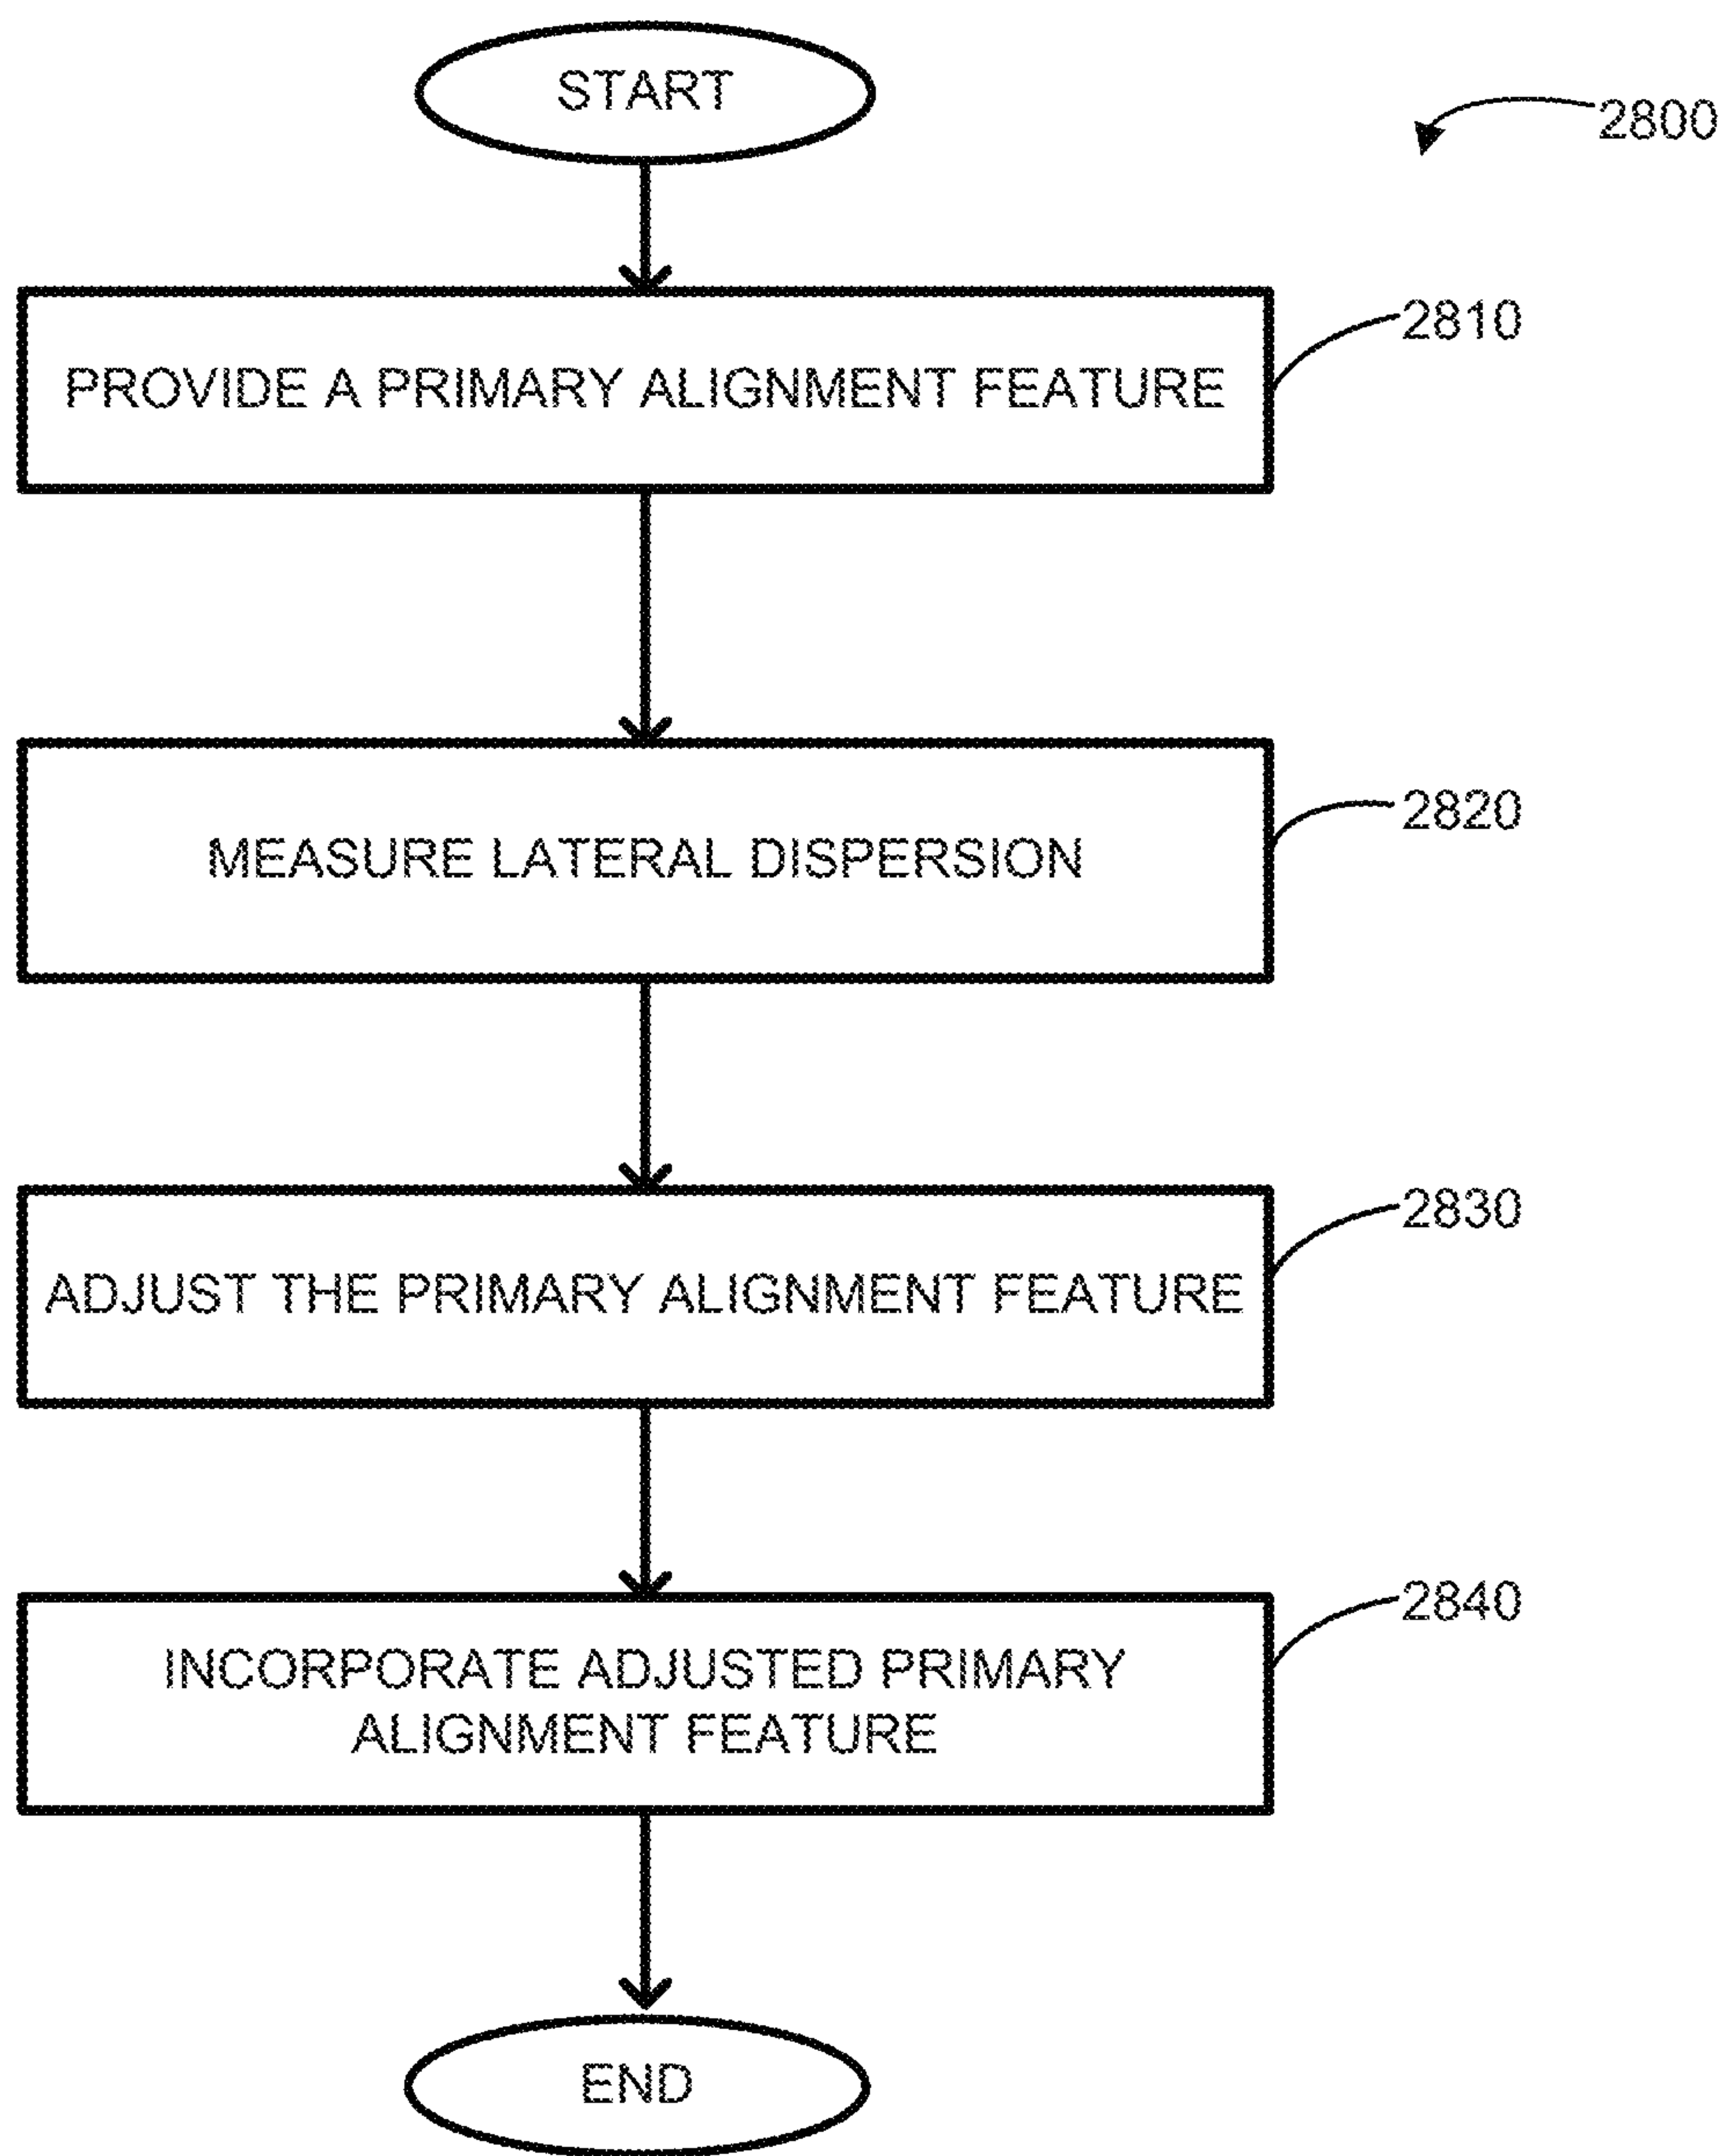 START
2800
2810
PROVIDE A PRIMARY ALIGNMENT FEATURE
2820
MEASURE LATERAL DISPERSION
2830
ADJUST THE PRIMARY ALIGNMENT FEATURE
2840
INCORPORATE ADJUSTED PRIMARY
ALIGNMENT FEATURE
END